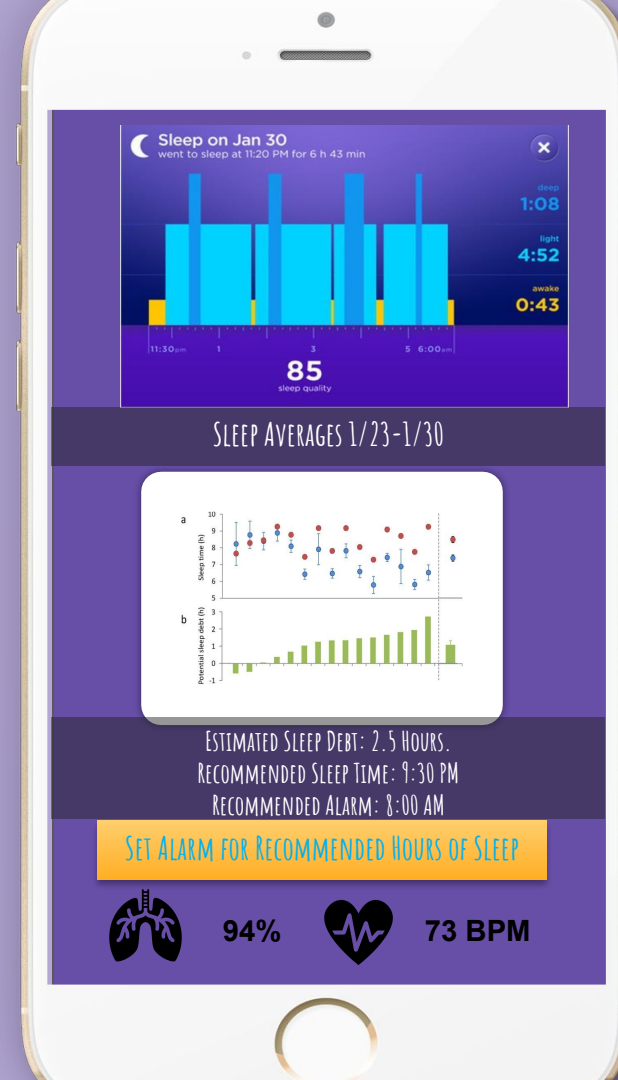 Sleep on Jan 30
went to sleep at 11:20 PM for 6 h 43 min
deep
1:08
light
4:52
awake
0:43
11:30pm 1 3 5 6:00am
85
sleep quality
Sleep Averages 1/23-1/30
a
Sleep time (h)
10
9
8
7
6
5
b
Potential sleep debt (h)
3
2
1
0
-1
Estimated Sleep Debt: 2.5 Hours.
Recommended Sleep Time: 9:30 PM
Recommended Alarm: 8:00 AM
Set Alarm for Recommended Hours of Sleep
94%
73 BPM